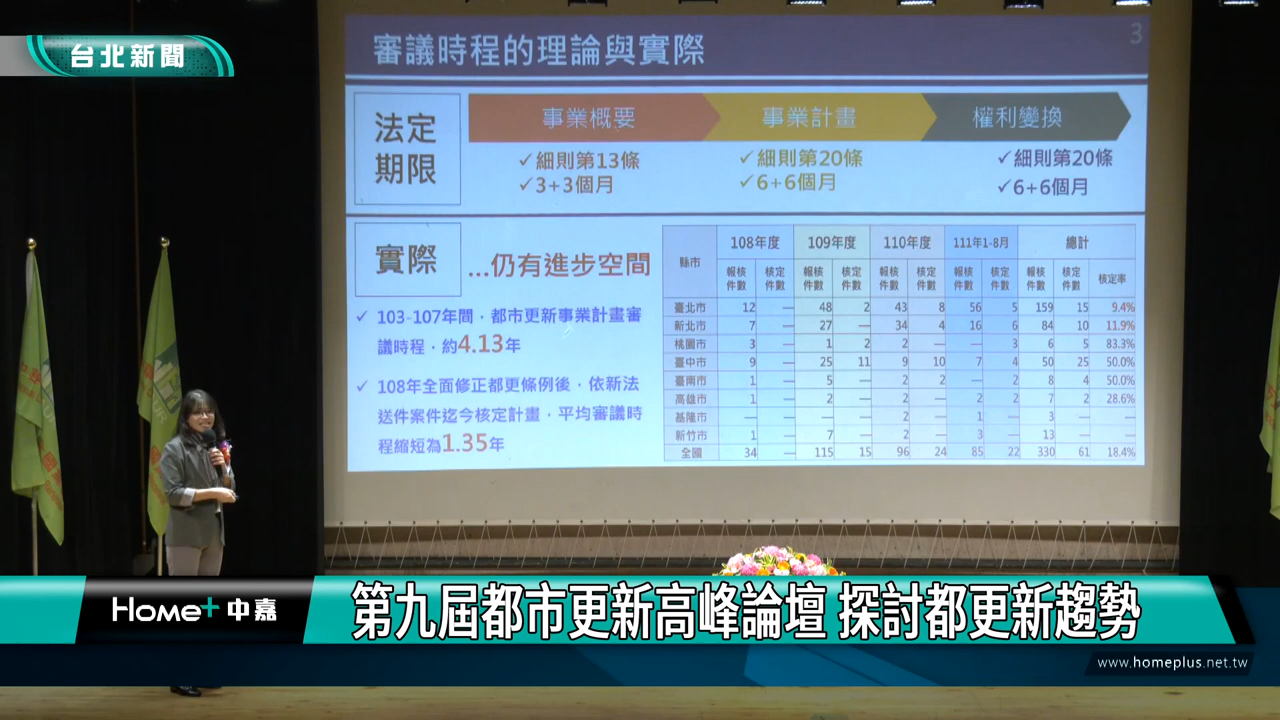 台北新聞
3
審議時程的理論與實際
法定
期限
事業概要
事業計畫
權利變換
✓細則第13條
✓3+3個月
✓細則第20條
✓6+6個月
✓細則第20條
✓6+6個月
實際
...仍有進步空間
✓ 103-107年間，都市更新事業計畫審
議時程，約4.13年
✓ 108年全面修正都更條例後，依新法
送件案件迄今核定計畫，平均審議時
程縮短為1.35年
縣市 108年度 109年度 110年度 111年1-8月 總計
報核件數 核定件數 報核件數 核定件數 報核件數 核定件數 報核件數 核定件數 報核件數 核定件數 核定率
臺北市 12 — 48 2 43 8 56 5 159 15 9.4%
新北市 7 — 27 — 34 4 16 6 84 10 11.9%
桃園市 3 — 1 2 2 — — 3 6 5 83.3%
臺中市 9 — 25 11 9 10 7 4 50 25 50.0%
臺南市 1 — 5 — 2 2 — 2 8 4 50.0%
高雄市 1 — 2 — 2 — 2 2 7 2 28.6%
基隆市 — — — — 2 — 1 — 3 — —
新竹市 1 — 7 — 2 — 3 — 13 — —
全國 34 — 115 15 96 24 85 22 330 61 18.4%
Home+中嘉
第九屆都市更新高峰論壇 探討都更新趨勢
www.homeplus.net.tw